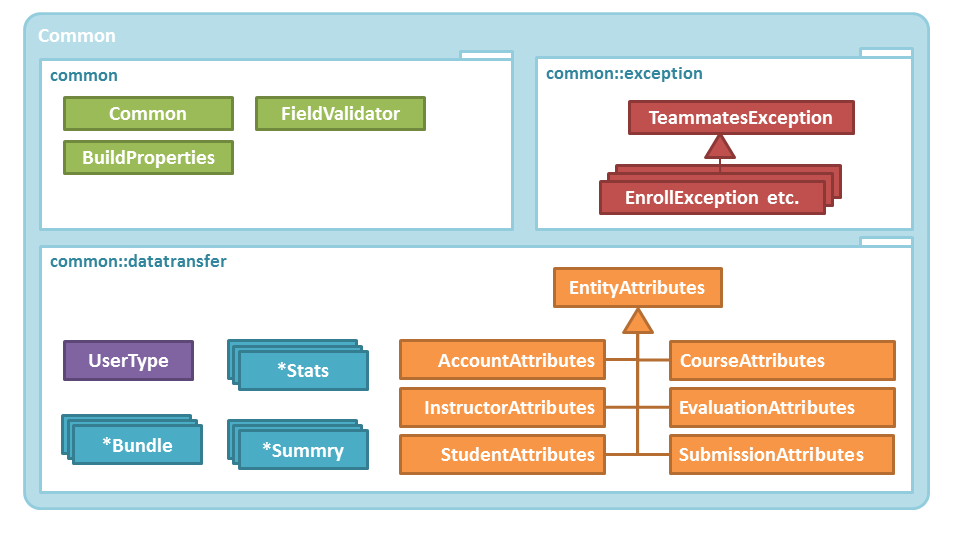 Common
common
Common
FieldValidator
BuildProperties
common::exception
TeammatesException
EnrollException etc.
common::datatransfer
EntityAttributes
UserType
*Stats
*Bundle
*Summry
AccountAttributes
CourseAttributes
InstructorAttributes
EvaluationAttributes
StudentAttributes
SubmissionAttributes